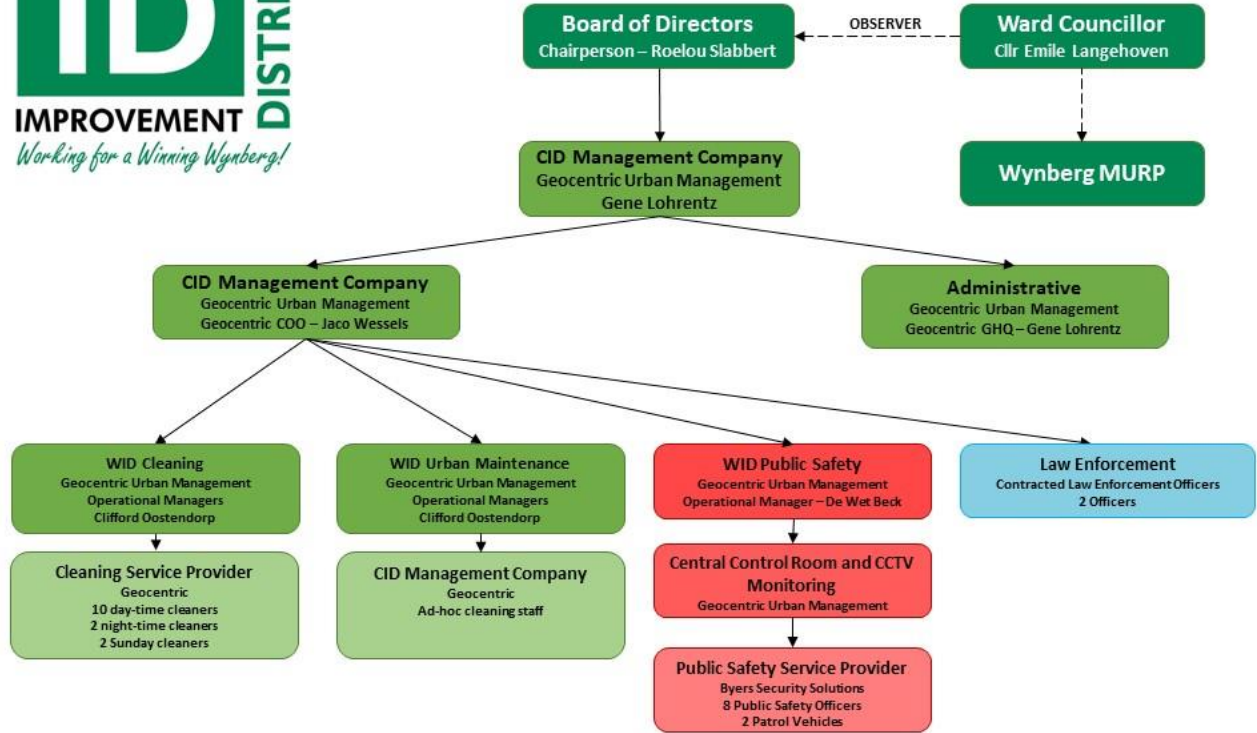 ID
IMPROVEMENT
Working for a Winning Wynberg!
Board of Directors
Chairperson – Roelou Slabbert
OBSERVER
Ward Councillor
Cllr Emile Langehoven
CID Management Company
Geocentric Urban Management
Gene Lohrentz
Wynberg MURP
CID Management Company
Geocentric Urban Management
Geocentric COO – Jaco Wessels
Administrative
Geocentric Urban Management
Geocentric GHQ – Gene Lohrentz
WID Cleaning
Geocentric Urban Management
Operational Managers
Clifford Oostendorp
WID Urban Maintenance
Geocentric Urban Management
Operational Managers
Clifford Oostendorp
WID Public Safety
Geocentric Urban Management
Operational Manager – De Wet Beck
Law Enforcement
Contracted Law Enforcement Officers
2 Officers
Cleaning Service Provider
Geocentric
10 day-time cleaners
2 night-time cleaners
2 Sunday cleaners
CID Management Company
Geocentric
Ad-hoc cleaning staff
Central Control Room and CCTV
Monitoring
Geocentric Urban Management
Public Safety Service Provider
Byers Security Solutions
8 Public Safety Officers
2 Patrol Vehicles